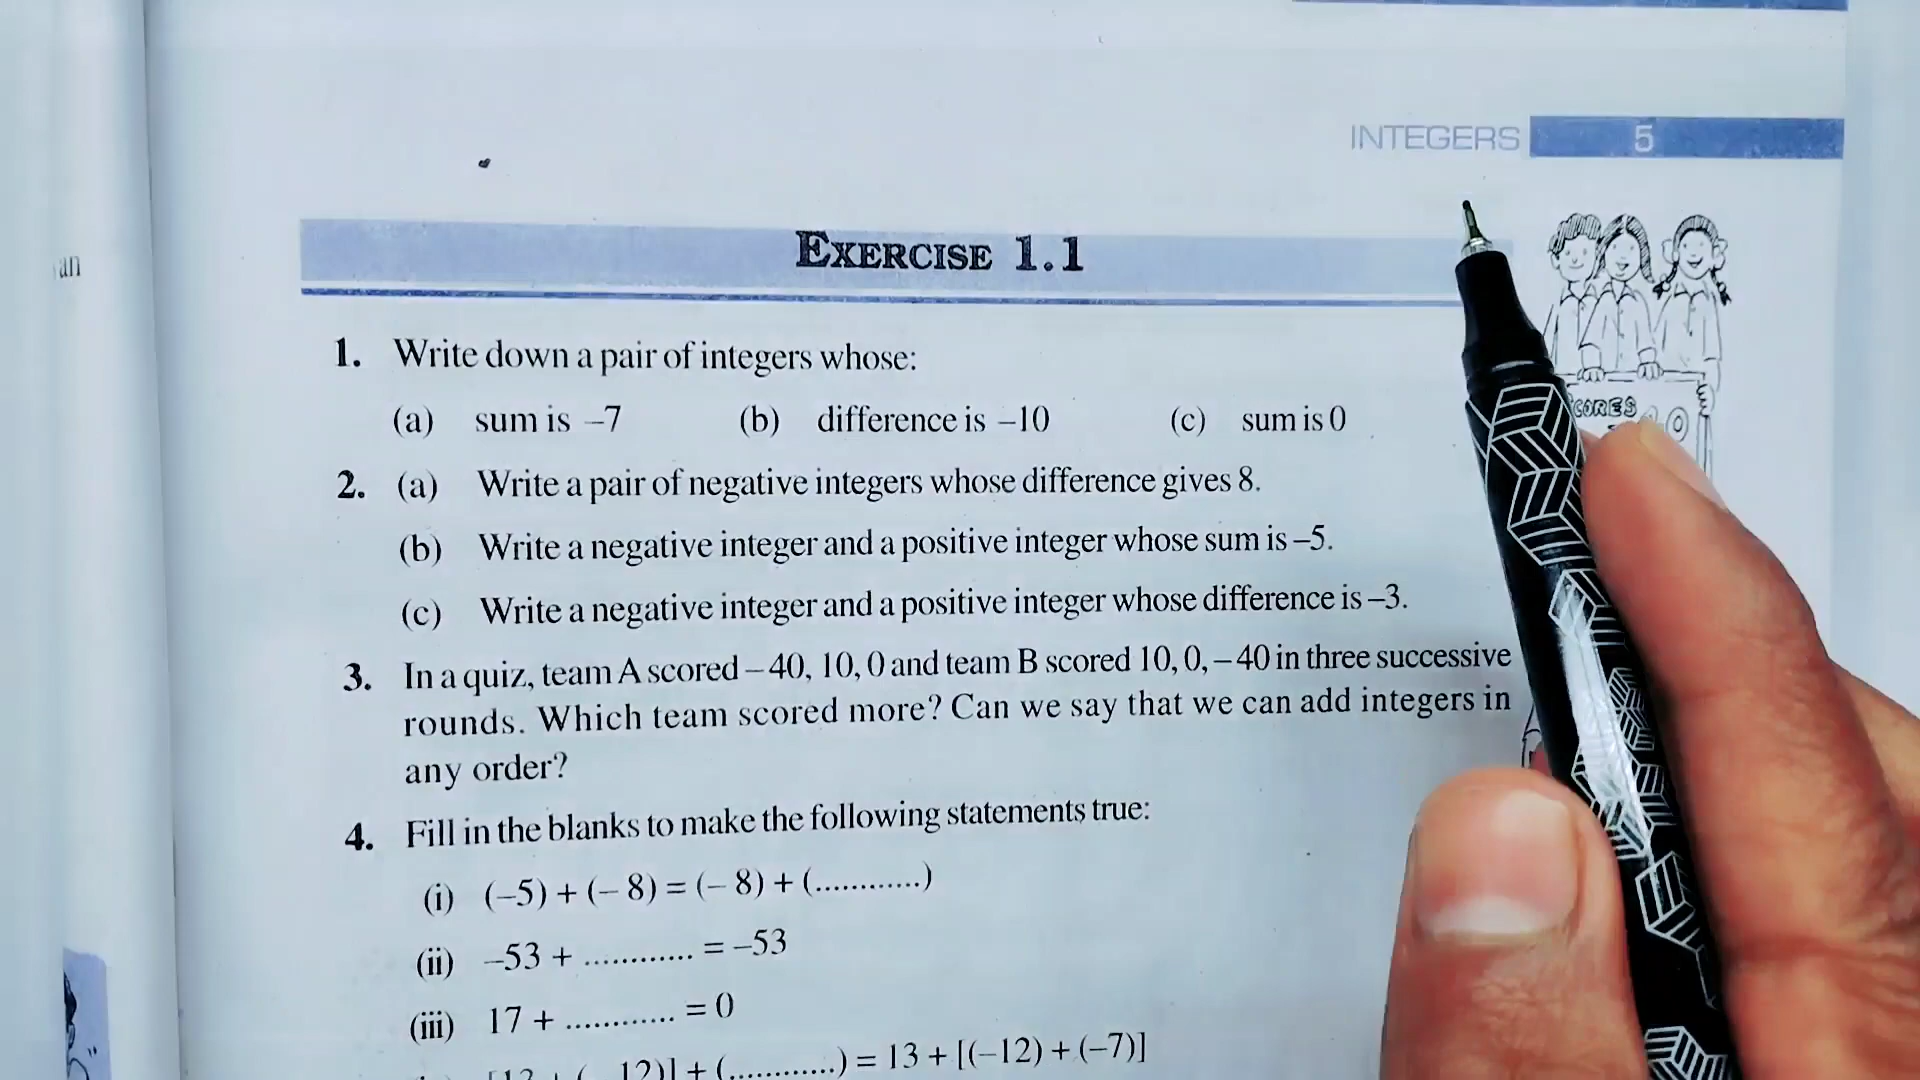 INTEGERS 5
EXERCISE 1.1
1. Write down a pair of integers whose:
(a) sum is –7 (b) difference is –10 (c) sum is 0
2. (a) Write a pair of negative integers whose difference gives 8.
(b) Write a negative integer and a positive integer whose sum is –5.
(c) Write a negative integer and a positive integer whose difference is –3.
3. In a quiz, team A scored – 40, 10, 0 and team B scored 10, 0, – 40 in three successive
rounds. Which team scored more? Can we say that we can add integers in
any order?
4. Fill in the blanks to make the following statements true:
(i) (–5) + (– 8) = (– 8) + (............)
(ii) –53 + ............ = –53
(iii) 17 + ............ = 0
12)] + (............) = 13 + [(–12) + (–7)]
an